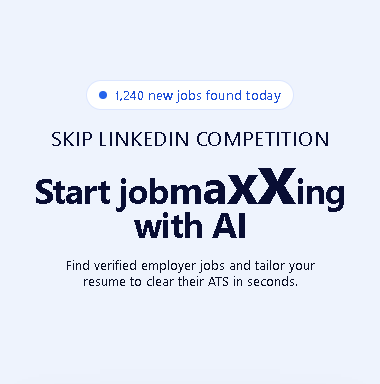 1,240 new jobs found today
SKIP LINKEDIN COMPETITION
Start jobmaxXing
with AI
Find verified employer jobs and tailor your
resume to clear their ATS in seconds.